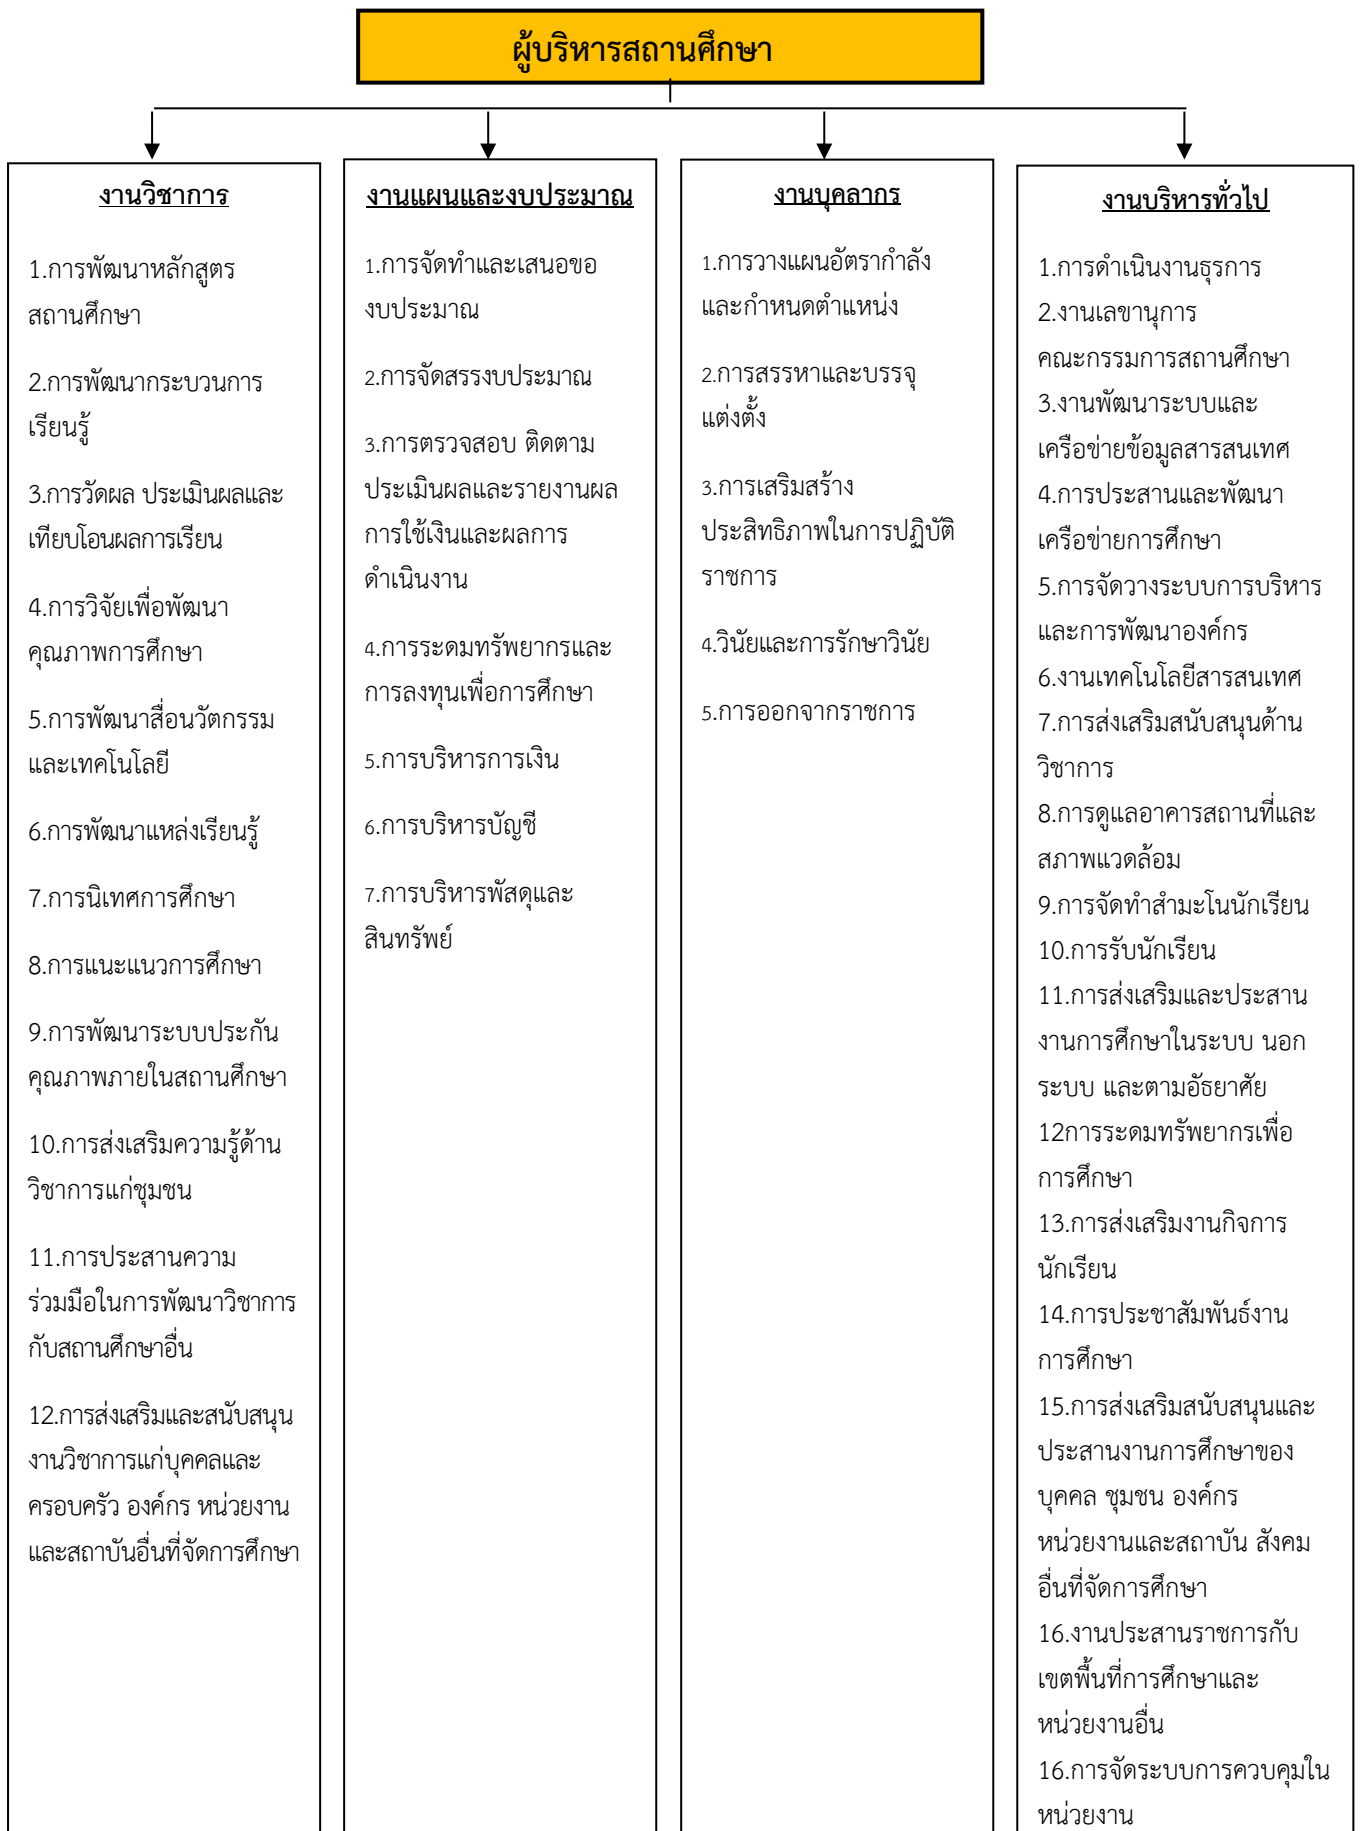 ผู้บริหารสถานศึกษา
งานวิชาการ
1.การพัฒนาหลักสูตร
สถานศึกษา
2.การพัฒนากระบวนการ
เรียนรู้
3.การวัดผล ประเมินผลและ
เทียบโอนผลการเรียน
4.การวิจัยเพื่อพัฒนา
คุณภาพการศึกษา
5.การพัฒนาสื่อนวัตกรรม
และเทคโนโลยี
6.การพัฒนาแหล่งเรียนรู้
7.การนิเทศการศึกษา
8.การแนะแนวการศึกษา
9.การพัฒนาระบบประกัน
คุณภาพภายในสถานศึกษา
10.การส่งเสริมความรู้ด้าน
วิชาการแก่ชุมชน
11.การประสานความ
ร่วมมือในการพัฒนาวิชาการ
กับสถานศึกษาอื่น
12.การส่งเสริมและสนับสนุน
งานวิชาการแก่บุคคลและ
ครอบครัว องค์กร หน่วยงาน
และสถาบันอื่นที่จัดการศึกษา
งานแผนและงบประมาณ
1.การจัดทำและเสนอขอ
งบประมาณ
2.การจัดสรรงบประมาณ
3.การตรวจสอบ ติดตาม
ประเมินผลและรายงานผล
การใช้เงินและผลการ
ดำเนินงาน
4.การระดมทรัพยากรและ
การลงทุนเพื่อการศึกษา
5.การบริหารการเงิน
6.การบริหารบัญชี
7.การบริหารพัสดุและ
สินทรัพย์
งานบุคลากร
1.การวางแผนอัตรากำลัง
และกำหนดตำแหน่ง
2.การสรรหาและบรรจุ
แต่งตั้ง
3.การเสริมสร้าง
ประสิทธิภาพในการปฏิบัติ
ราชการ
4.วินัยและการรักษาวินัย
5.การออกจากราชการ
งานบริหารทั่วไป
1.การดำเนินงานธุรการ
2.งานเลขานุการ
คณะกรรมการสถานศึกษา
3.งานพัฒนาระบบและ
เครือข่ายข้อมูลสารสนเทศ
4.การประสานและพัฒนา
เครือข่ายการศึกษา
5.การจัดวางระบบการบริหาร
และการพัฒนาองค์กร
6.งานเทคโนโลยีสารสนเทศ
7.การส่งเสริมสนับสนุนด้าน
วิชาการ
8.การดูแลอาคารสถานที่และ
สภาพแวดล้อม
9.การจัดทำสำมะโนนักเรียน
10.การรับนักเรียน
11.การส่งเสริมและประสาน
งานการศึกษาในระบบ นอก
ระบบ และตามอัธยาศัย
12การระดมทรัพยากรเพื่อ
การศึกษา
13.การส่งเสริมงานกิจการ
นักเรียน
14.การประชาสัมพันธ์งาน
การศึกษา
15.การส่งเสริมสนับสนุนและ
ประสานงานการศึกษาของ
บุคคล ชุมชน องค์กร
หน่วยงานและสถาบัน สังคม
อื่นที่จัดการศึกษา
16.งานประสานราชการกับ
เขตพื้นที่การศึกษาและ
หน่วยงานอื่น
16.การจัดระบบการควบคุมใน
หน่วยงาน